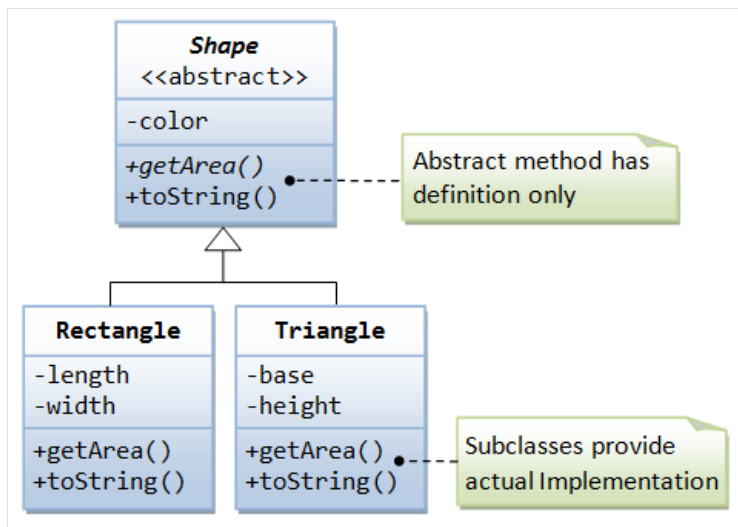 Shape
<<abstract>>
-color
+getArea()
+toString()
Abstract method has
definition only
Rectangle
-length
-width
+getArea()
+toString()
Triangle
-base
-height
+getArea()
+toString()
Subclasses provide
actual Implementation